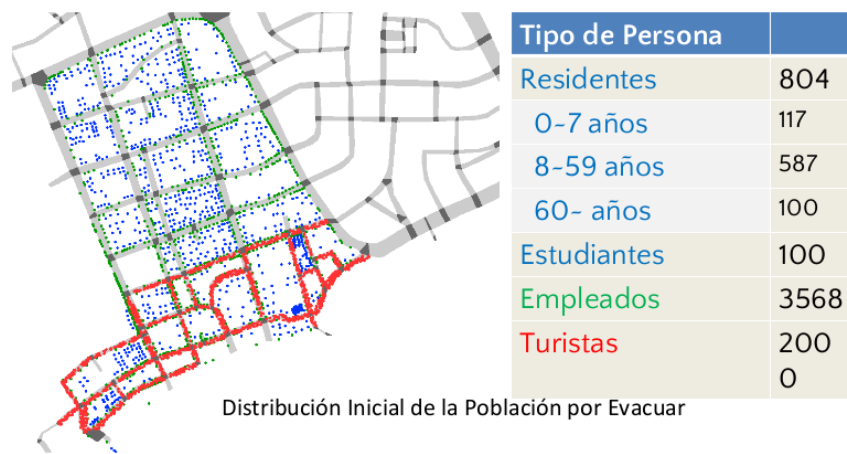 Tipo de Persona
Residentes 804
0-7 años 117
8-59 años 587
60- años 100
Estudiantes 100
Empleados 3568
Turistas 200
0
Distribución Inicial de la Población por Evacuar